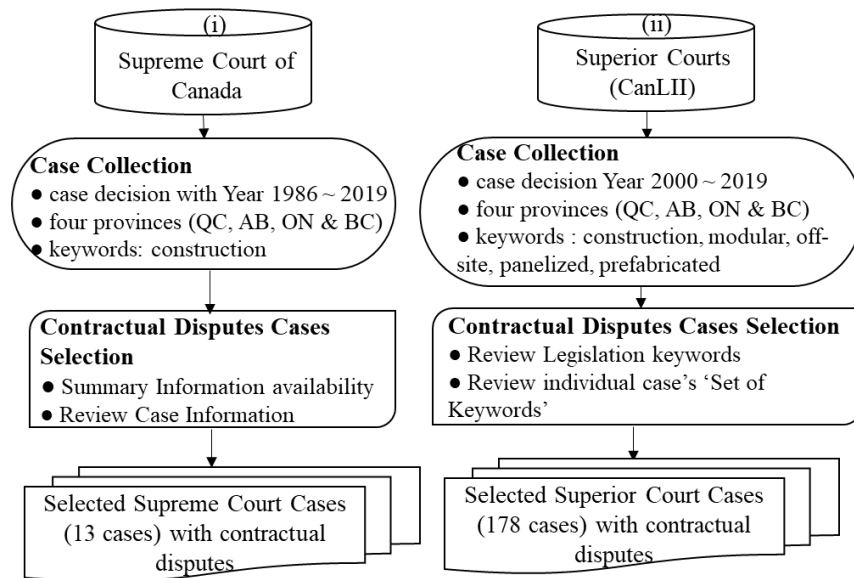 (i)
Supreme Court of
Canada
Case Collection
● case decision with Year 1986 ~ 2019
● four provinces (QC, AB, ON & BC)
● keywords: construction
Contractual Disputes Cases
Selection
● Summary Information availability
● Review Case Information
Selected Supreme Court Cases
(13 cases) with contractual
disputes
(ii)
Superior Courts
(CanLII)
Case Collection
● case decision Year 2000 ~ 2019
● four provinces (QC, AB, ON & BC)
● keywords : construction, modular, off-
site, panelized, prefabricated
Contractual Disputes Cases Selection
● Review Legislation keywords
● Review individual case’s ‘Set of
Keywords’
Selected Superior Court Cases
(178 cases) with contractual
disputes